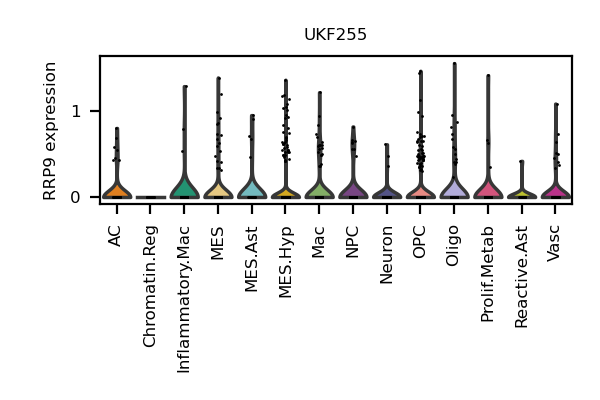 UKF255
RRP9 expression
1
0
AC
Chromatin.Reg
Inflammatory.Mac
MES
MES.Ast
MES.Hyp
Mac
NPC
Neuron
OPC
Oligo
Prolif.Metab
Reactive.Ast
Vasc